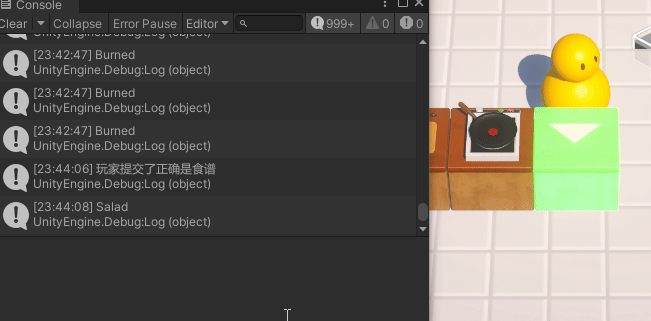 Console
Clear
Collapse
Error Pause
Editor
999+
0
0
UnityEngine.Debug:Log (object)
[23:42:47] Burned
UnityEngine.Debug:Log (object)
[23:42:47] Burned
UnityEngine.Debug:Log (object)
[23:42:47] Burned
UnityEngine.Debug:Log (object)
[23:44:06] 玩家提交了正确是食谱
UnityEngine.Debug:Log (object)
[23:44:08] Salad
UnityEngine.Debug:Log (object)